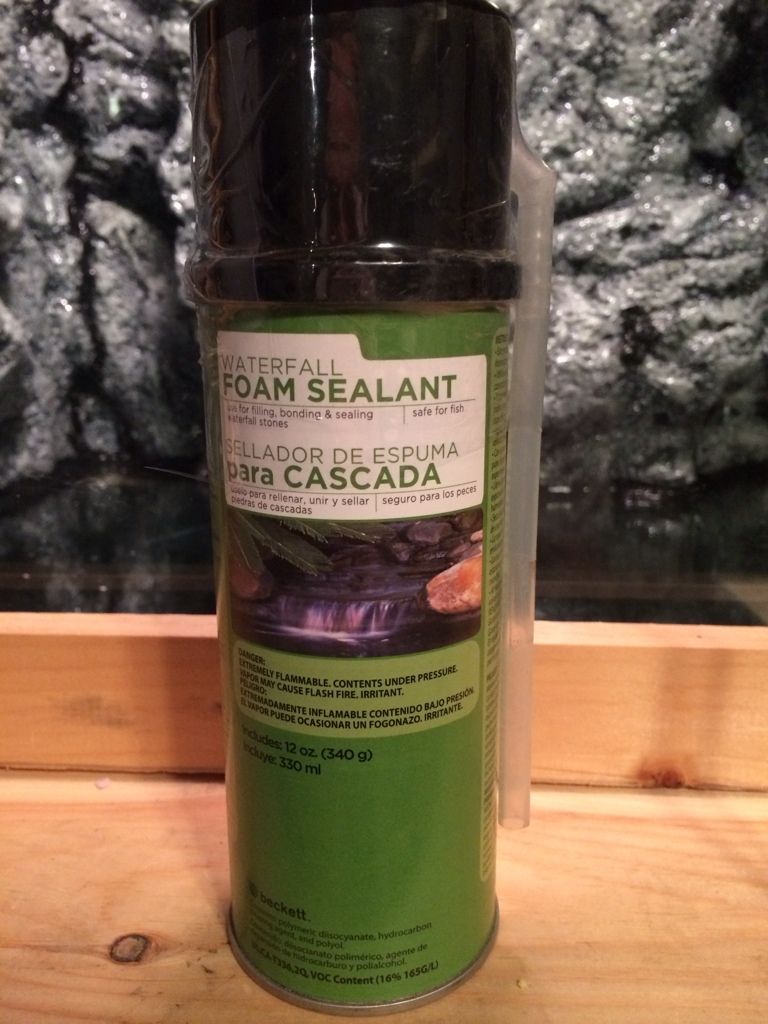 WATERFALL
FOAM SEALANT
for filling, bonding & sealing
waterfall stones
safe for fish
SELLADOR DE ESPUMA
para CASCADA
úselo para rellenar, unir y sellar
piedras de cascadas
seguro para los peces
DANGER:
EXTREMELY FLAMMABLE. CONTENTS UNDER PRESSURE.
VAPOR MAY CAUSE FLASH FIRE. IRRITANT.
PELIGRO:
EXTREMADAMENTE INFLAMABLE CONTENIDO BAJO PRESIÓN.
EL VAPOR PUEDE OCASIONAR UN FOGONAZO. IRRITANTE.
Includes: 12 oz. (340 g)
Incluye: 330 ml
beckett™
polymeric diisocyanate, hydrocarbon
agent, and polyol.
diisocianato polimérico, agente de
de hidrocarburo y polialcohol.
VOC Content (16% 165G/L)